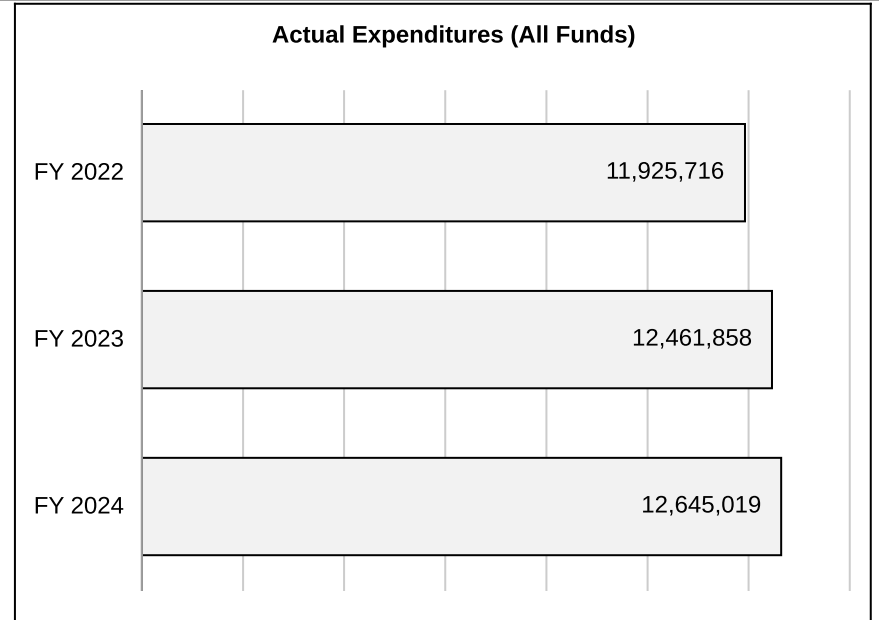 Actual Expenditures (All Funds)
FY 2022 11,925,716
FY 2023 12,461,858
FY 2024 12,645,019